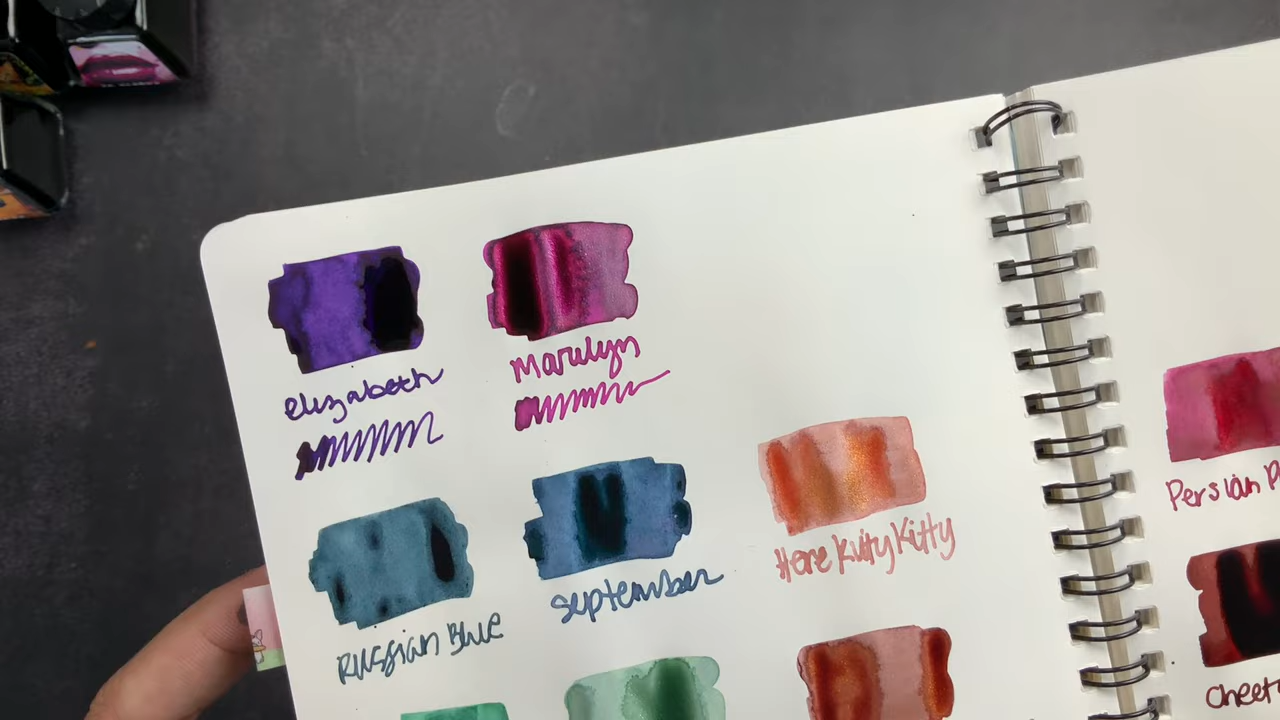 elizabeth
Marilyn
Here Kitty Kitty
Russian Blue
september
Persian P
Cheet